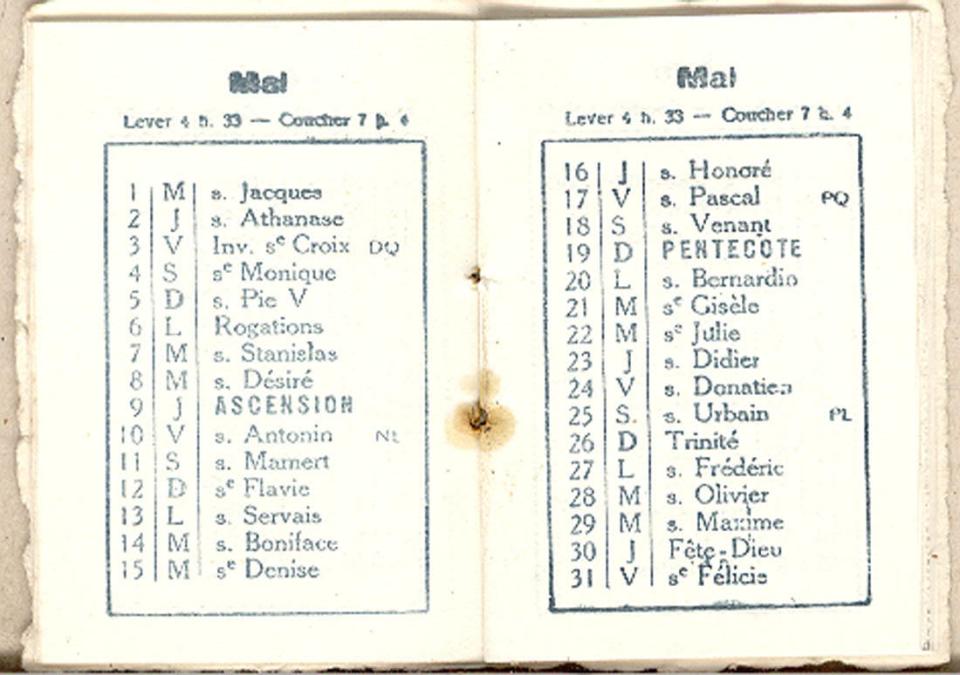 Mai
Lever 4 h. 33 — Coucher 7 h. 4
1 M s. Jacques
2 J s. Athanase
3 V Inv. sᵉ Croix DQ
4 S sᵉ Monique
5 D s. Pie V
6 L Rogations
7 M s. Stanislas
8 M s. Désiré
9 J ASCENSION
10 V s. Antonin NL
11 S s. Mamert
12 D sᵉ Flavie
13 L s. Servais
14 M s. Boniface
15 M sᵉ Denise
Mai
Lever 4 h. 33 — Coucher 7 h. 4
16 J s. Honoré
17 V s. Pascal PQ
18 S s. Venant
19 D PENTECÔTE
20 L s. Bernardin
21 M sᵉ Gisèle
22 M sᵉ Julie
23 J s. Didier
24 V s. Donatien
25 S. s. Urbain PL
26 D Trinité
27 L s. Frédéric
28 M s. Olivier
29 M s. Maxime
30 J Fête-Dieu
31 V sᵉ Félicie